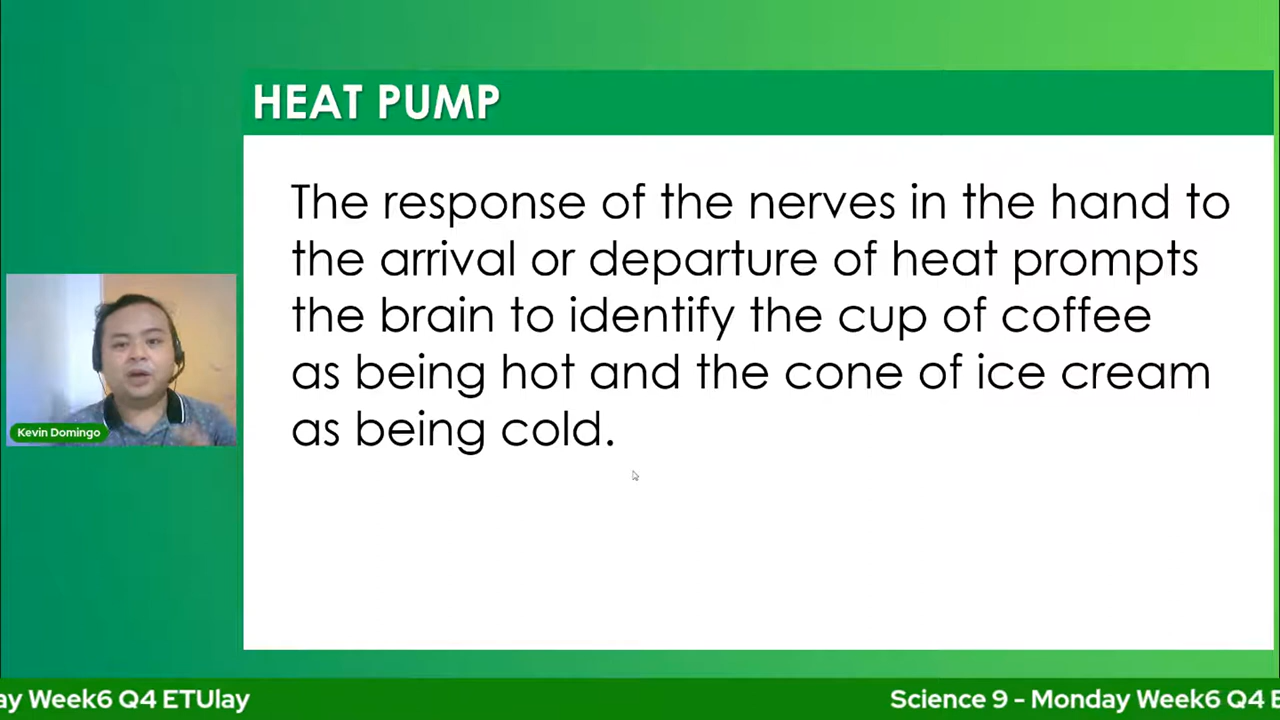 HEAT PUMP
The response of the nerves in the hand to
the arrival or departure of heat prompts
the brain to identify the cup of coffee
as being hot and the cone of ice cream
as being cold.
Kevin Domingo
ay Week6 Q4 ETUlay
Science 9 - Monday Week6 Q4 E